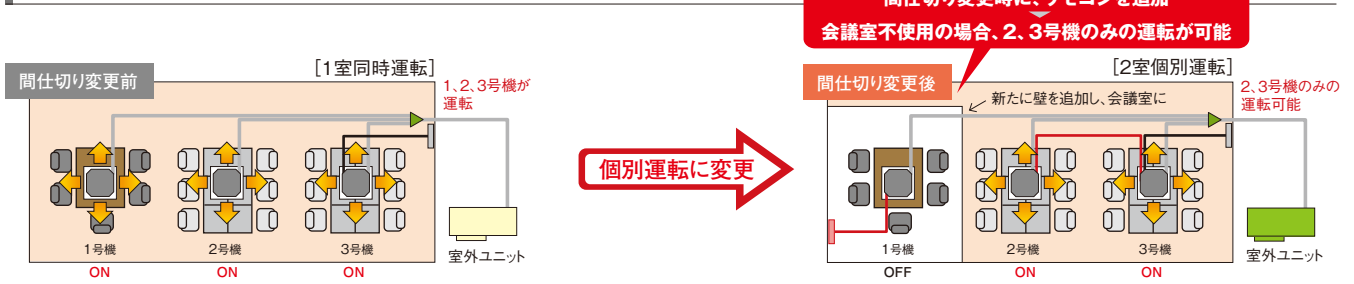 間仕切り変更時に、リモコンを追加
会議室不使用の場合、2、3号機のみの運転が可能
間仕切り変更前
[1室同時運転]
1、2、3号機が
運転
1号機
ON
2号機
ON
3号機
ON
室外ユニット
個別運転に変更
間仕切り変更後
[2室個別運転]
新たに壁を追加し、会議室に
2、3号機のみの
運転可能
1号機
OFF
2号機
ON
3号機
ON
室外ユニット